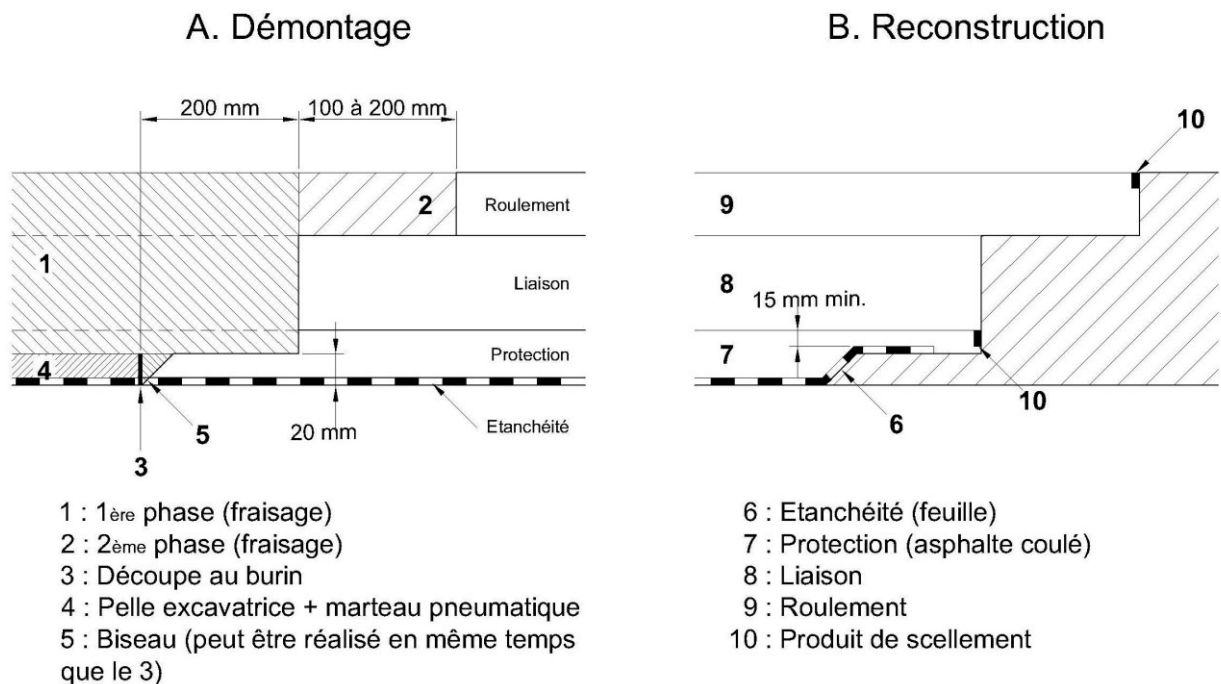 A. Démontage
200 mm
100 à 200 mm
2
Roulement
1
Liaison
Protection
4
5
20 mm
Etanchéité
3
1 : 1ère phase (fraisage)
2 : 2ème phase (fraisage)
3 : Découpe au burin
4 : Pelle excavatrice + marteau pneumatique
5 : Biseau (peut être réalisé en même temps
que le 3)
B. Reconstruction
10
9
8
15 mm min.
7
10
6
6 : Etanchéité (feuille)
7 : Protection (asphalte coulé)
8 : Liaison
9 : Roulement
10 : Produit de scellement